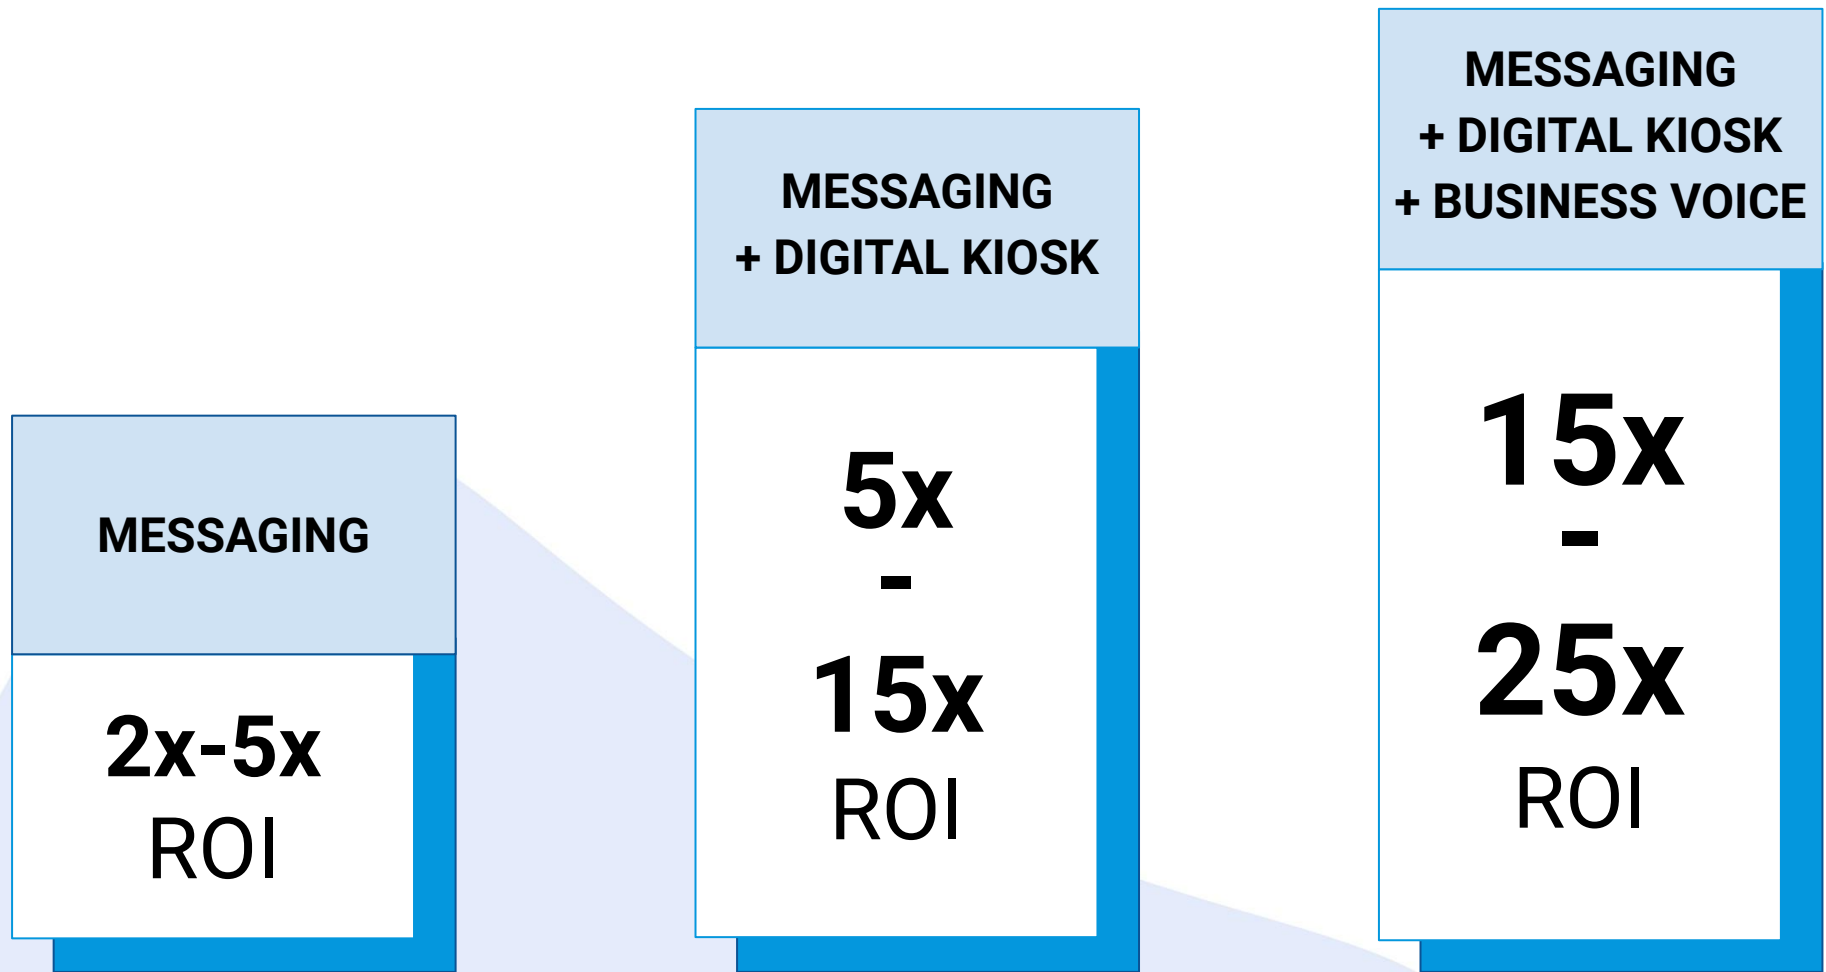 MESSAGING
2x-5x
ROI
MESSAGING
+ DIGITAL KIOSK
5x
-
15x
ROI
MESSAGING
+ DIGITAL KIOSK
+ BUSINESS VOICE
15x
-
25x
ROI